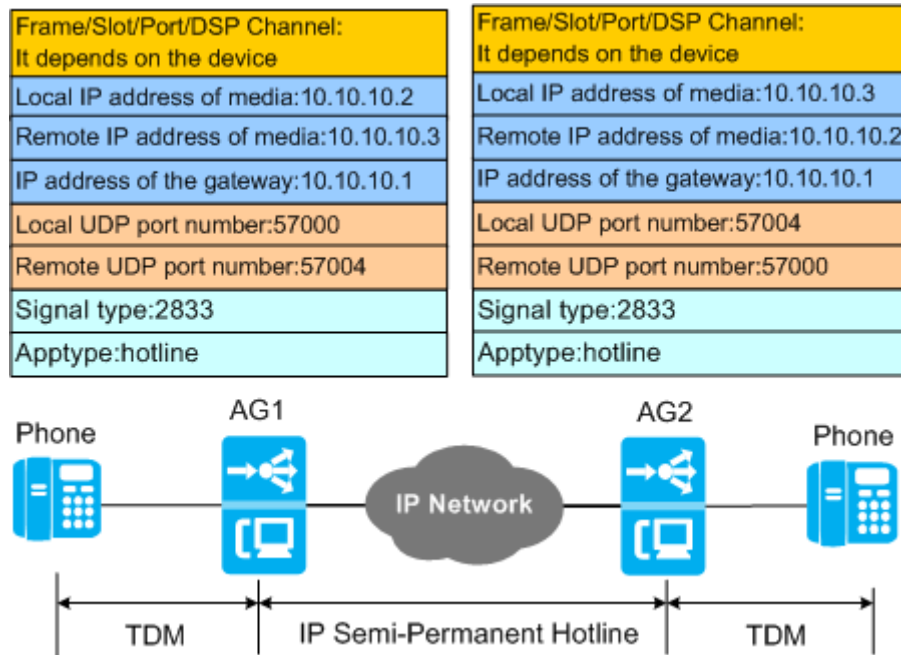 Frame/Slot/Port/DSP Channel:
It depends on the device
Local IP address of media:10.10.10.2
Remote IP address of media:10.10.10.3
IP address of the gateway:10.10.10.1
Local UDP port number:57000
Remote UDP port number:57004
Signal type:2833
Apptype:hotline
Frame/Slot/Port/DSP Channel:
It depends on the device
Local IP address of media:10.10.10.3
Remote IP address of media:10.10.10.2
IP address of the gateway:10.10.10.1
Local UDP port number:57004
Remote UDP port number:57000
Signal type:2833
Apptype:hotline
Phone
AG1
IP Network
AG2
Phone
TDM
IP Semi-Permanent Hotline
TDM